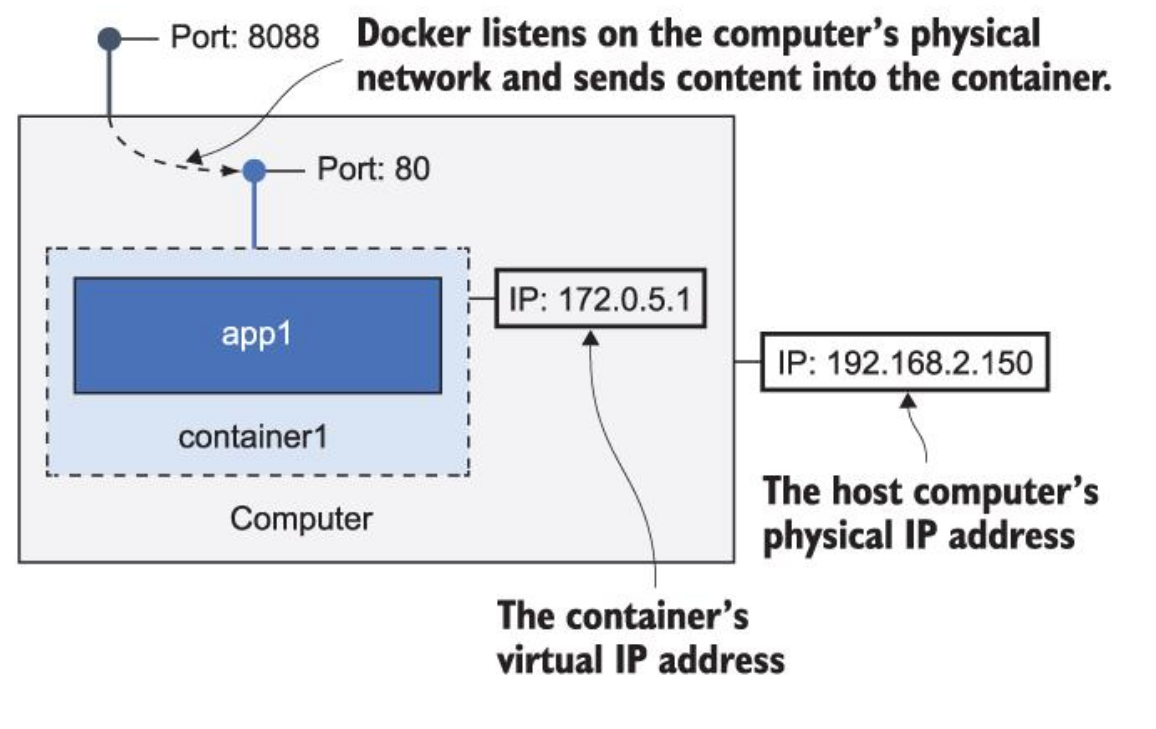 Port: 8088
Docker listens on the computer's physical
network and sends content into the container.
Port: 80
IP: 172.0.5.1
app1
IP: 192.168.2.150
container1
The host computer's
physical IP address
Computer
The container's
virtual IP address